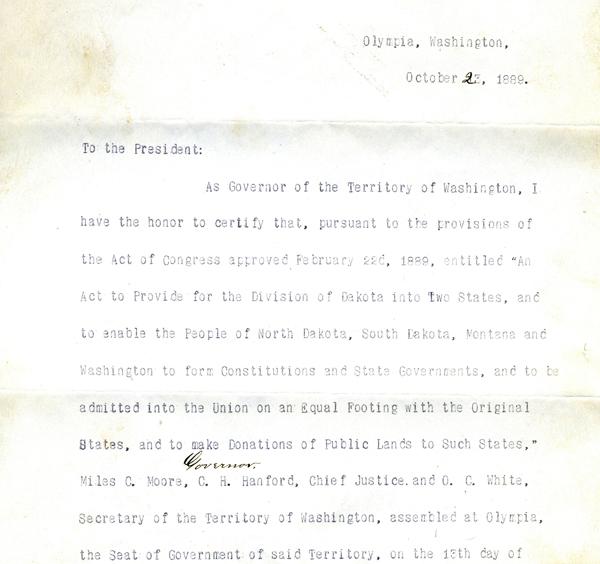 Olympia, Washington,
October 23, 1889.
To the President:
As Governor of the Territory of Washington, I
have the honor to certify that, pursuant to the provisions of
the Act of Congress approved February 22d, 1889, entitled "An
Act to Provide for the Division of Dakota into Two States, and
to enable the People of North Dakota, South Dakota, Montana and
Washington to form Constitutions and State Governments, and to be
admitted into the Union on an Equal Footing with the Original
States, and to make Donations of Public Lands to Such States,"
Governor.
Miles C. Moore, C. H. Hanford, Chief Justice.and O. C. White,
Secretary of the Territory of Washington, assembled at Olympia,
the Seat of Government of said Territory, on the 15th day of